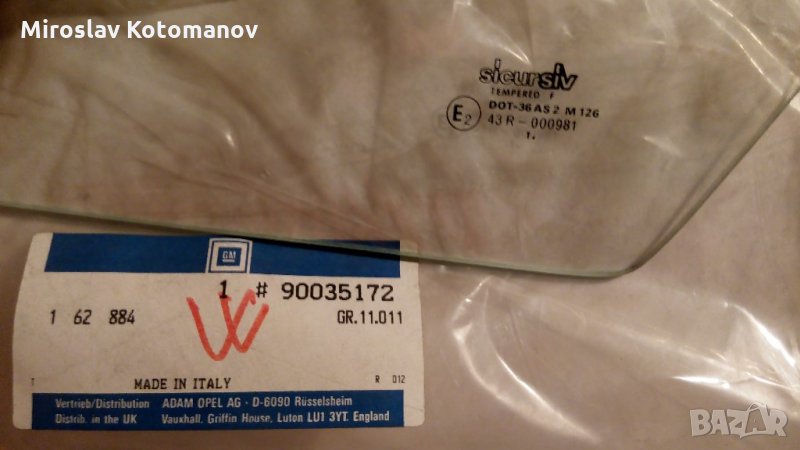 Miroslav Kotomanov
sicursiv
TEMPERED F
DOT-36 AS 2 M 126
E2 43 R - 000981
T.
GM
1 # 90035172
1 62 884 GR.11.011
T MADE IN ITALY R 012
Vertrieb/Distribution ADAM OPEL AG · D-6090 Rüsselsheim
Distrib. in the UK Vauxhall. Griffin House, Luton LU1 3YT. England
BAZAR